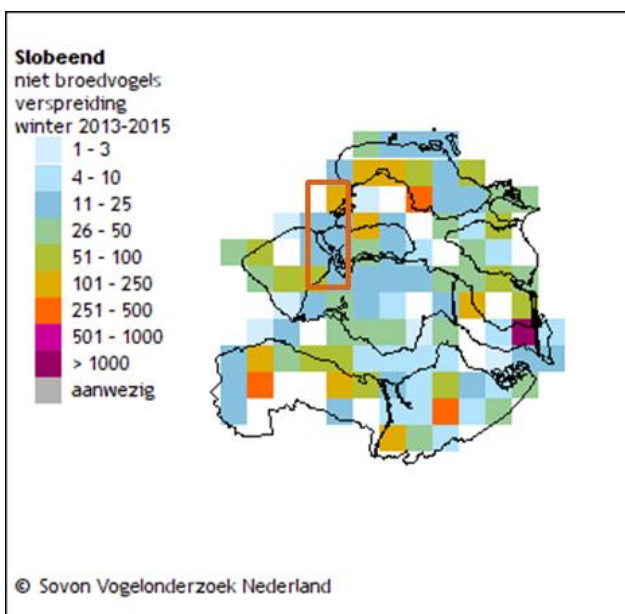 Slobeend
niet broedvogels
verspreiding
winter 2013-2015
1 - 3
4 - 10
11 - 25
26 - 50
51 - 100
101 - 250
251 - 500
501 - 1000
> 1000
aanwezig
© Sovon Vogelonderzoek Nederland